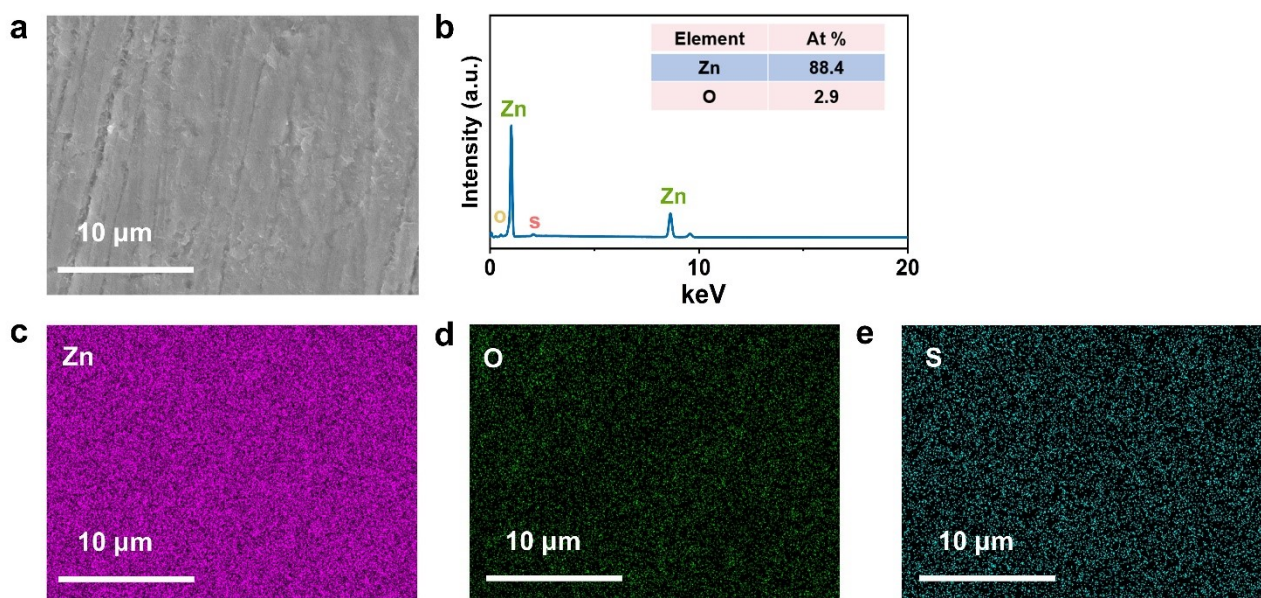 a
10 μm
b
Intensity (a.u.)
Element At %
Zn 88.4
O 2.9
Zn
O
S
Zn
0 10 20
keV
c
Zn
10 μm
d
O
10 μm
e
S
10 μm